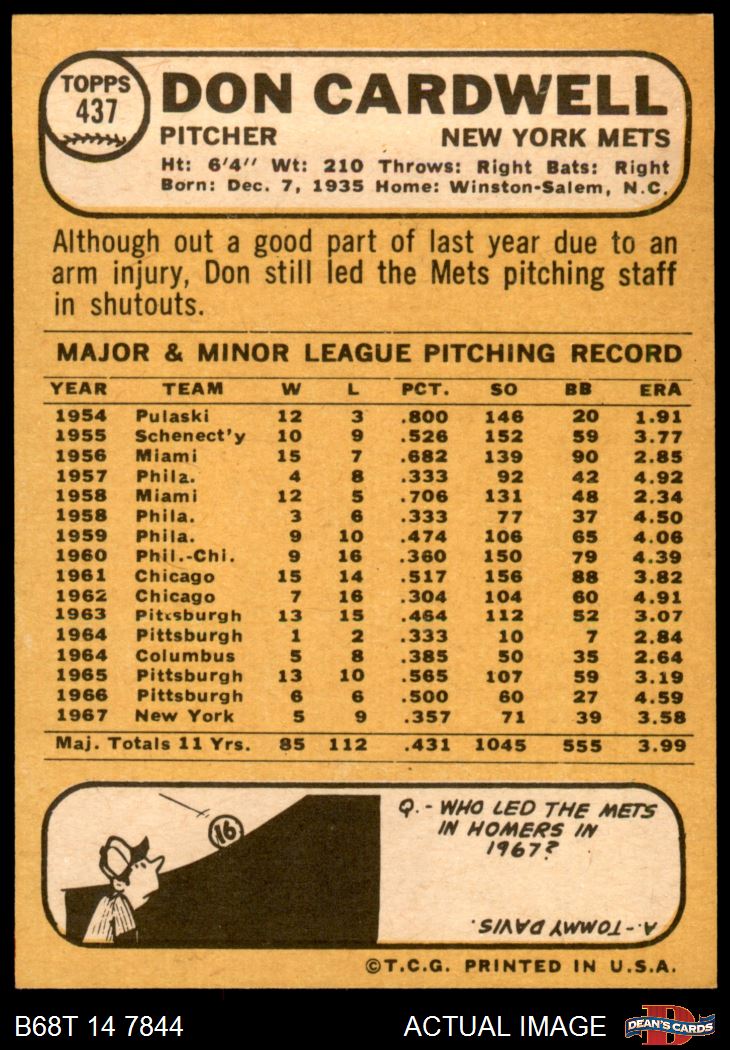 TOPPS
437
DON CARDWELL
PITCHER NEW YORK METS
Ht: 6'4" Wt: 210 Throws: Right Bats: Right
Born: Dec. 7, 1935 Home: Winston-Salem, N.C.
Although out a good part of last year due to an
arm injury, Don still led the Mets pitching staff
in shutouts.
MAJOR & MINOR LEAGUE PITCHING RECORD
YEAR TEAM W L PCT. SO BB ERA
1954 Pulaski 12 3 .800 146 20 1.91
1955 Schenect'y 10 9 .526 152 59 3.77
1956 Miami 15 7 .682 139 90 2.85
1957 Phila. 4 8 .333 92 42 4.92
1958 Miami 12 5 .706 131 48 2.34
1958 Phila. 3 6 .333 77 37 4.50
1959 Phila. 9 10 .474 106 65 4.06
1960 Phil.-Chi. 9 16 .360 150 79 4.39
1961 Chicago 15 14 .517 156 88 3.82
1962 Chicago 7 16 .304 104 60 4.91
1963 Pittsburgh 13 15 .464 112 52 3.07
1964 Pittsburgh 1 2 .333 10 7 2.84
1964 Columbus 5 8 .385 50 35 2.64
1965 Pittsburgh 13 10 .565 107 59 3.19
1966 Pittsburgh 6 6 .500 60 27 4.59
1967 New York 5 9 .357 71 39 3.58
Maj. Totals 11 Yrs. 85 112 .431 1045 555 3.99
16
Q.- WHO LED THE METS
IN HOMERS IN
1967?
A.- TOMMY DAVIS.
©T.C.G. PRINTED IN U.S.A.
B68T 14 7844 ACTUAL IMAGE
D
DEAN'S CARDS